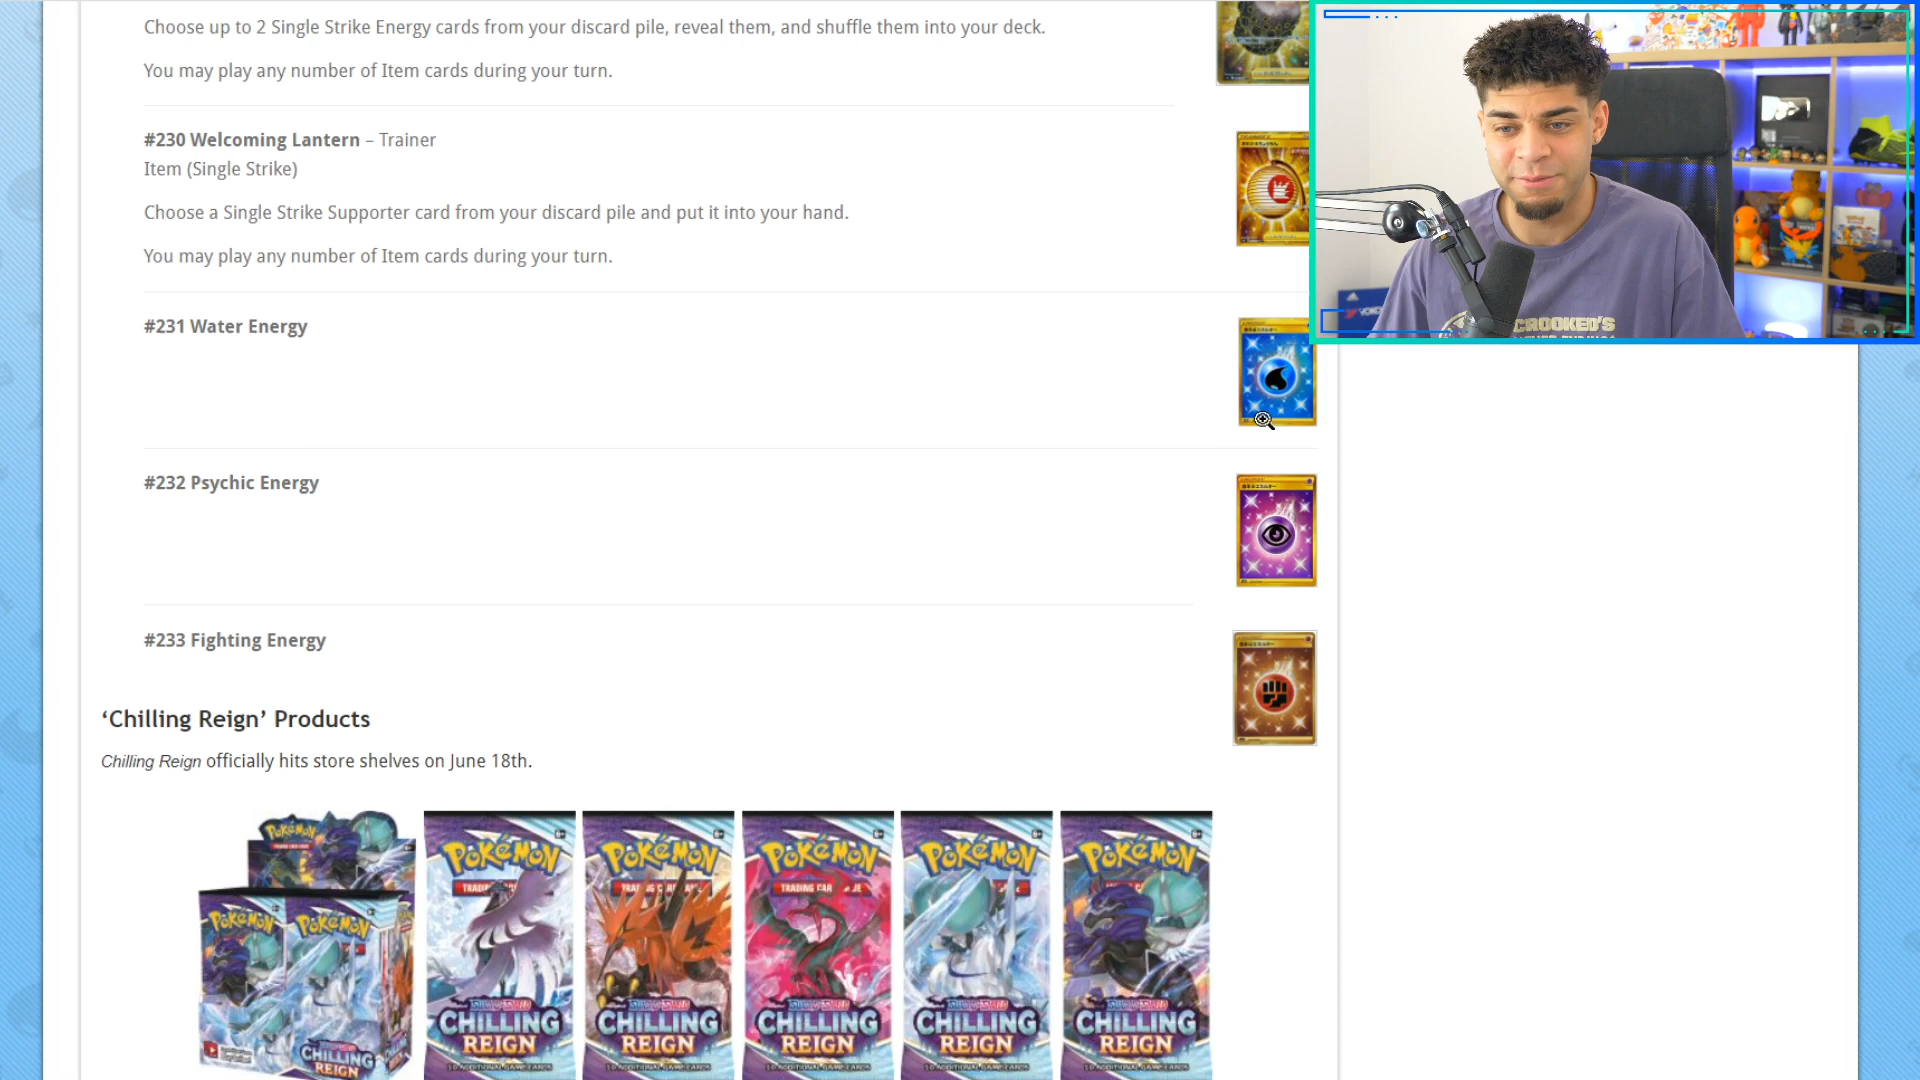 Choose up to 2 Single Strike Energy cards from your discard pile, reveal them, and shuffle them into your deck.
You may play any number of Item cards during your turn.
#230 Welcoming Lantern – Trainer
Item (Single Strike)
Choose a Single Strike Supporter card from your discard pile and put it into your hand.
You may play any number of Item cards during your turn.
#231 Water Energy
#232 Psychic Energy
#233 Fighting Energy
‘Chilling Reign’ Products
Chilling Reign officially hits store shelves on June 18th.
CROOKED'S
POKéMON
POKéMON
POKéMON
CHILLING
REIGN
POKéMON
CHILLING
REIGN
POKéMON
CHILLING
REIGN
POKéMON
CHILLING
REIGN
POKéMON
CHILLING
REIGN
POKéMON
CHILLING
REIGN